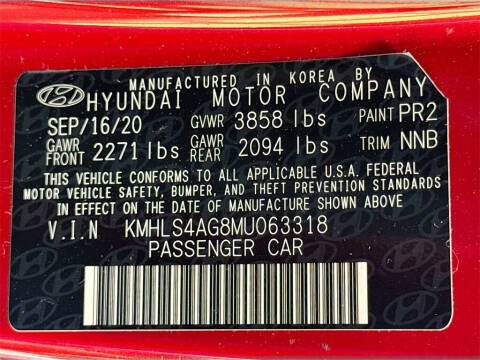 MANUFACTURED IN KOREA BY
HYUNDAI MOTOR COMPANY
SEP/16/20 GVWR 3858 lbs PAINT PR2
GAWR FRONT 2271 lbs GAWR REAR 2094 lbs TRIM NNB
THIS VEHICLE CONFORMS TO ALL APPLICABLE U.S.A. FEDERAL
MOTOR VEHICLE SAFETY, BUMPER, AND THEFT PREVENTION STANDARDS
IN EFFECT ON THE DATE OF MANUFACTURE SHOWN ABOVE
V.I.N KMHLS4AG8MU063318
PASSENGER CAR